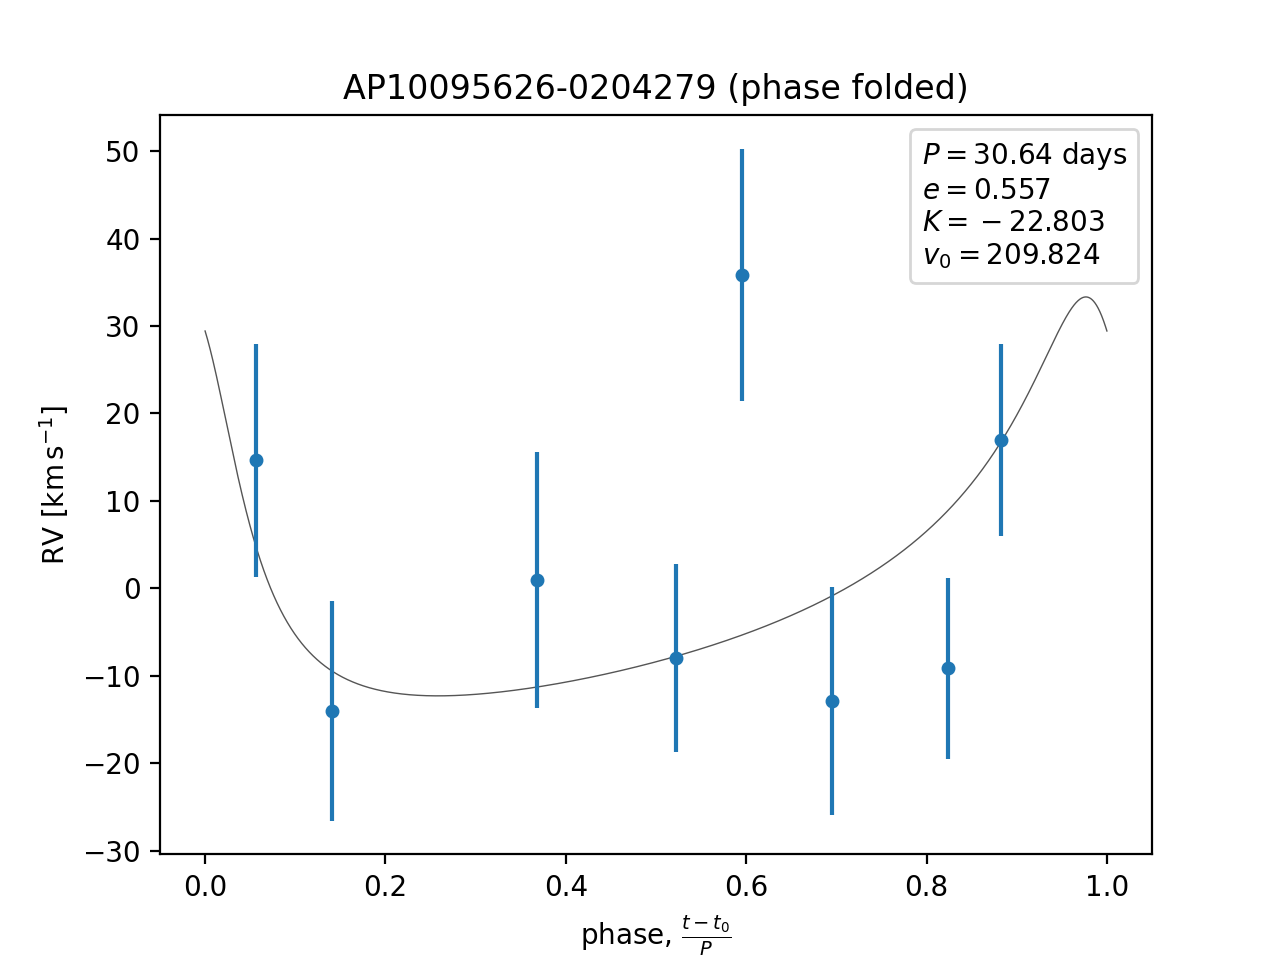 AP10095626-0204279 (phase folded)
P = 30.64 days
e = 0.557
K = −22.803
v₀ = 209.824
50
40
30
20
10
0
−10
−20
−30
RV [km s⁻¹]
0.0 0.2 0.4 0.6 0.8 1.0
phase, (t − t₀)/P